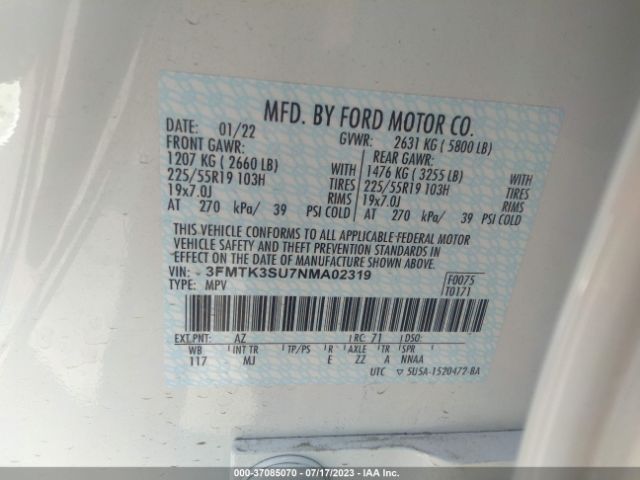 MFD. BY FORD MOTOR CO.
DATE: 01/22 GVWR: 2631 KG ( 5800 LB)
FRONT GAWR: REAR GAWR:
1207 KG ( 2660 LB) WITH 1476 KG ( 3255 LB) WITH
225/55R19 103H TIRES 225/55R19 103H TIRES
19x7.0J RIMS 19x7.0J RIMS
AT 270 kPa/ 39 PSI COLD AT 270 kPa/ 39 PSI COLD
THIS VEHICLE CONFORMS TO ALL APPLICABLE FEDERAL MOTOR
VEHICLE SAFETY AND THEFT PREVENTION STANDARDS IN
EFFECT ON THE DATE OF MANUFACTURE SHOWN ABOVE.
VIN: 3FMTK3SU7NMA02319 F0075
TYPE: MPV T0171
EXT PNT: AZ RC: 71 DSO:
WB INT TR TP/PS R AXLE TR SPR
117 MJ E ZZ A NNAA
UTC ▽ 5U5A-1520472-BA
000-37085070 - 07/17/2023 - IAAI.CA